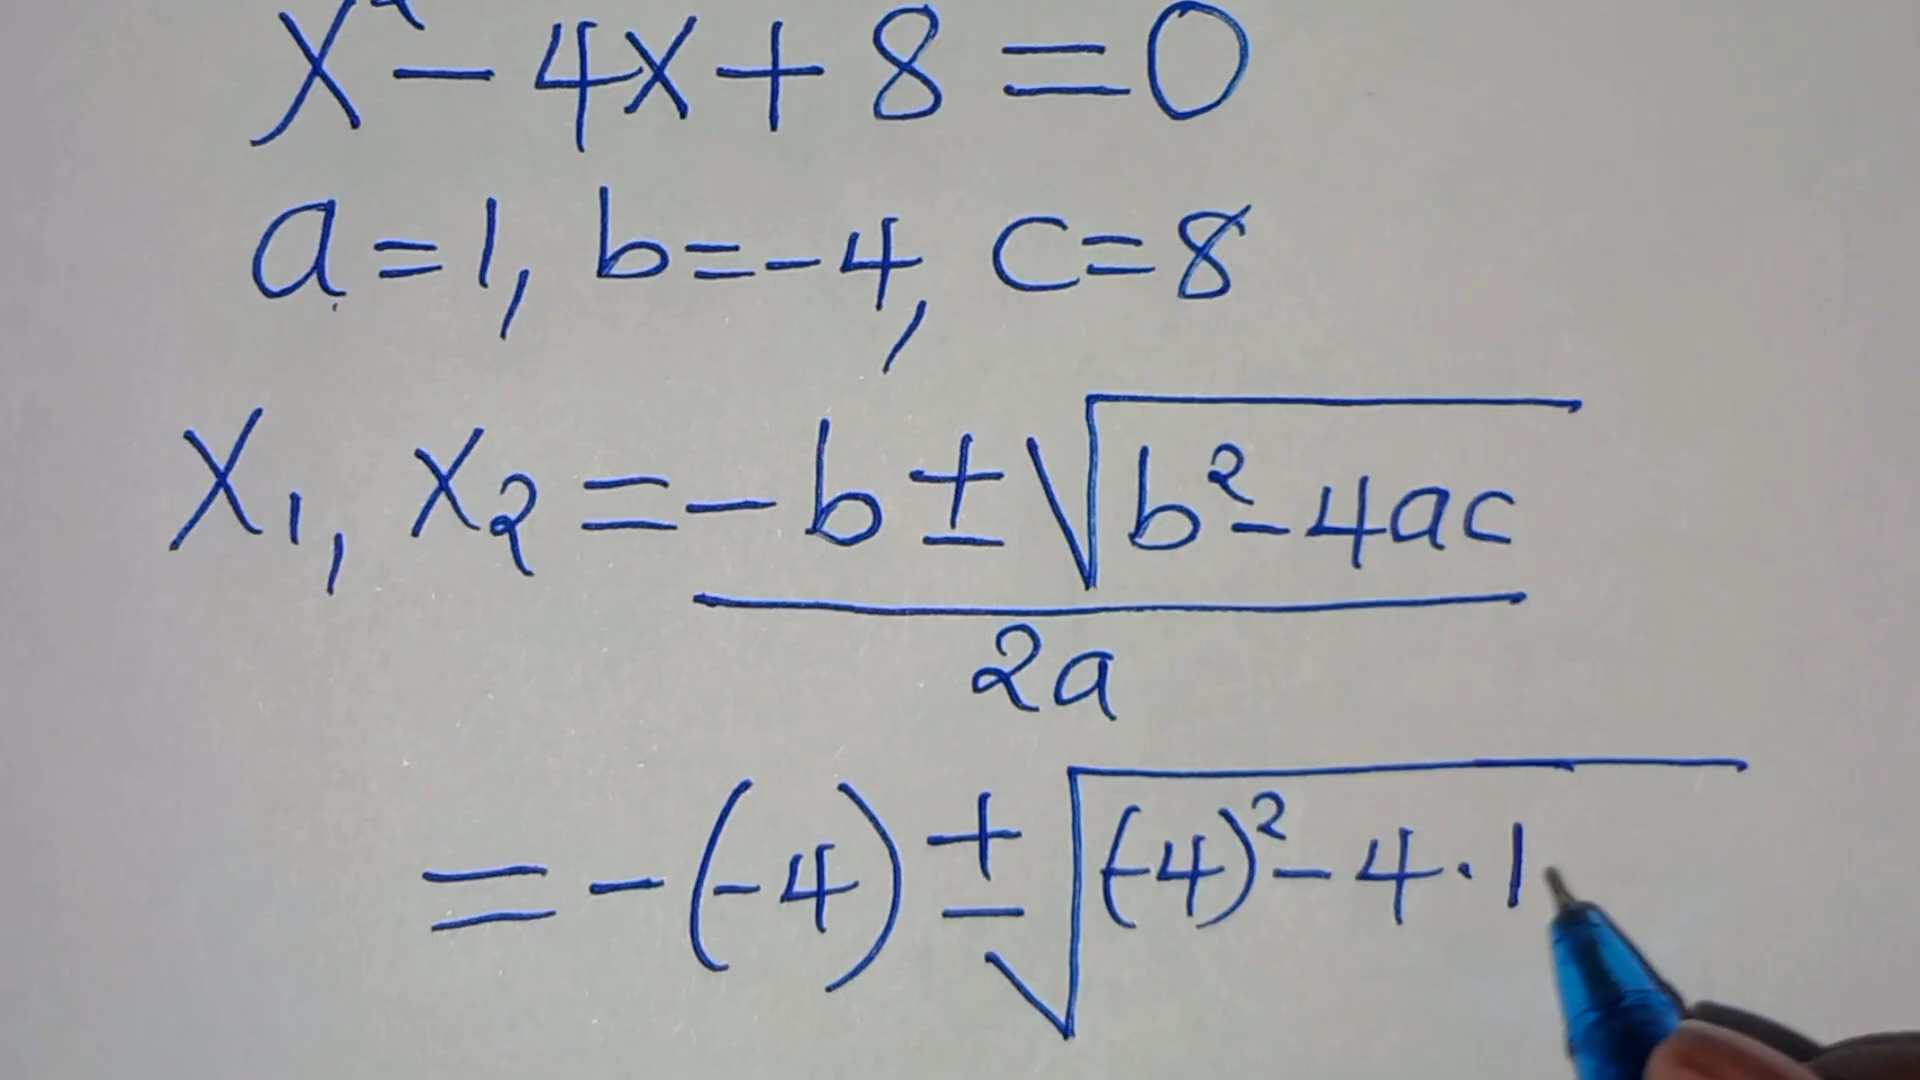 x² - 4x + 8 = 0
a = 1, b = -4, c = 8
x₁, x₂ = -b ± √(b² - 4ac)
2a
= -(-4) ± √((-4)² - 4 · 1